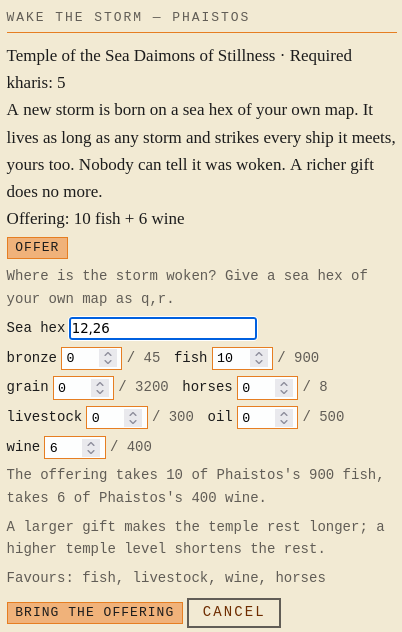 WAKE THE STORM — PHAISTOS
Temple of the Sea Daimons of Stillness · Required
kharis: 5
A new storm is born on a sea hex of your own map. It
lives as long as any storm and strikes every ship it meets,
yours too. Nobody can tell it was woken. A richer gift
does no more.
Offering: 10 fish + 6 wine
OFFER
Where is the storm woken? Give a sea hex of
your own map as q,r.
Sea hex 12,26
bronze 0 / 45 fish 10 / 900
grain 0 / 3200 horses 0 / 8
livestock 0 / 300 oil 0 / 500
wine 6 / 400
The offering takes 10 of Phaistos's 900 fish,
takes 6 of Phaistos's 400 wine.
A larger gift makes the temple rest longer; a
higher temple level shortens the rest.
Favours: fish, livestock, wine, horses
BRING THE OFFERING CANCEL